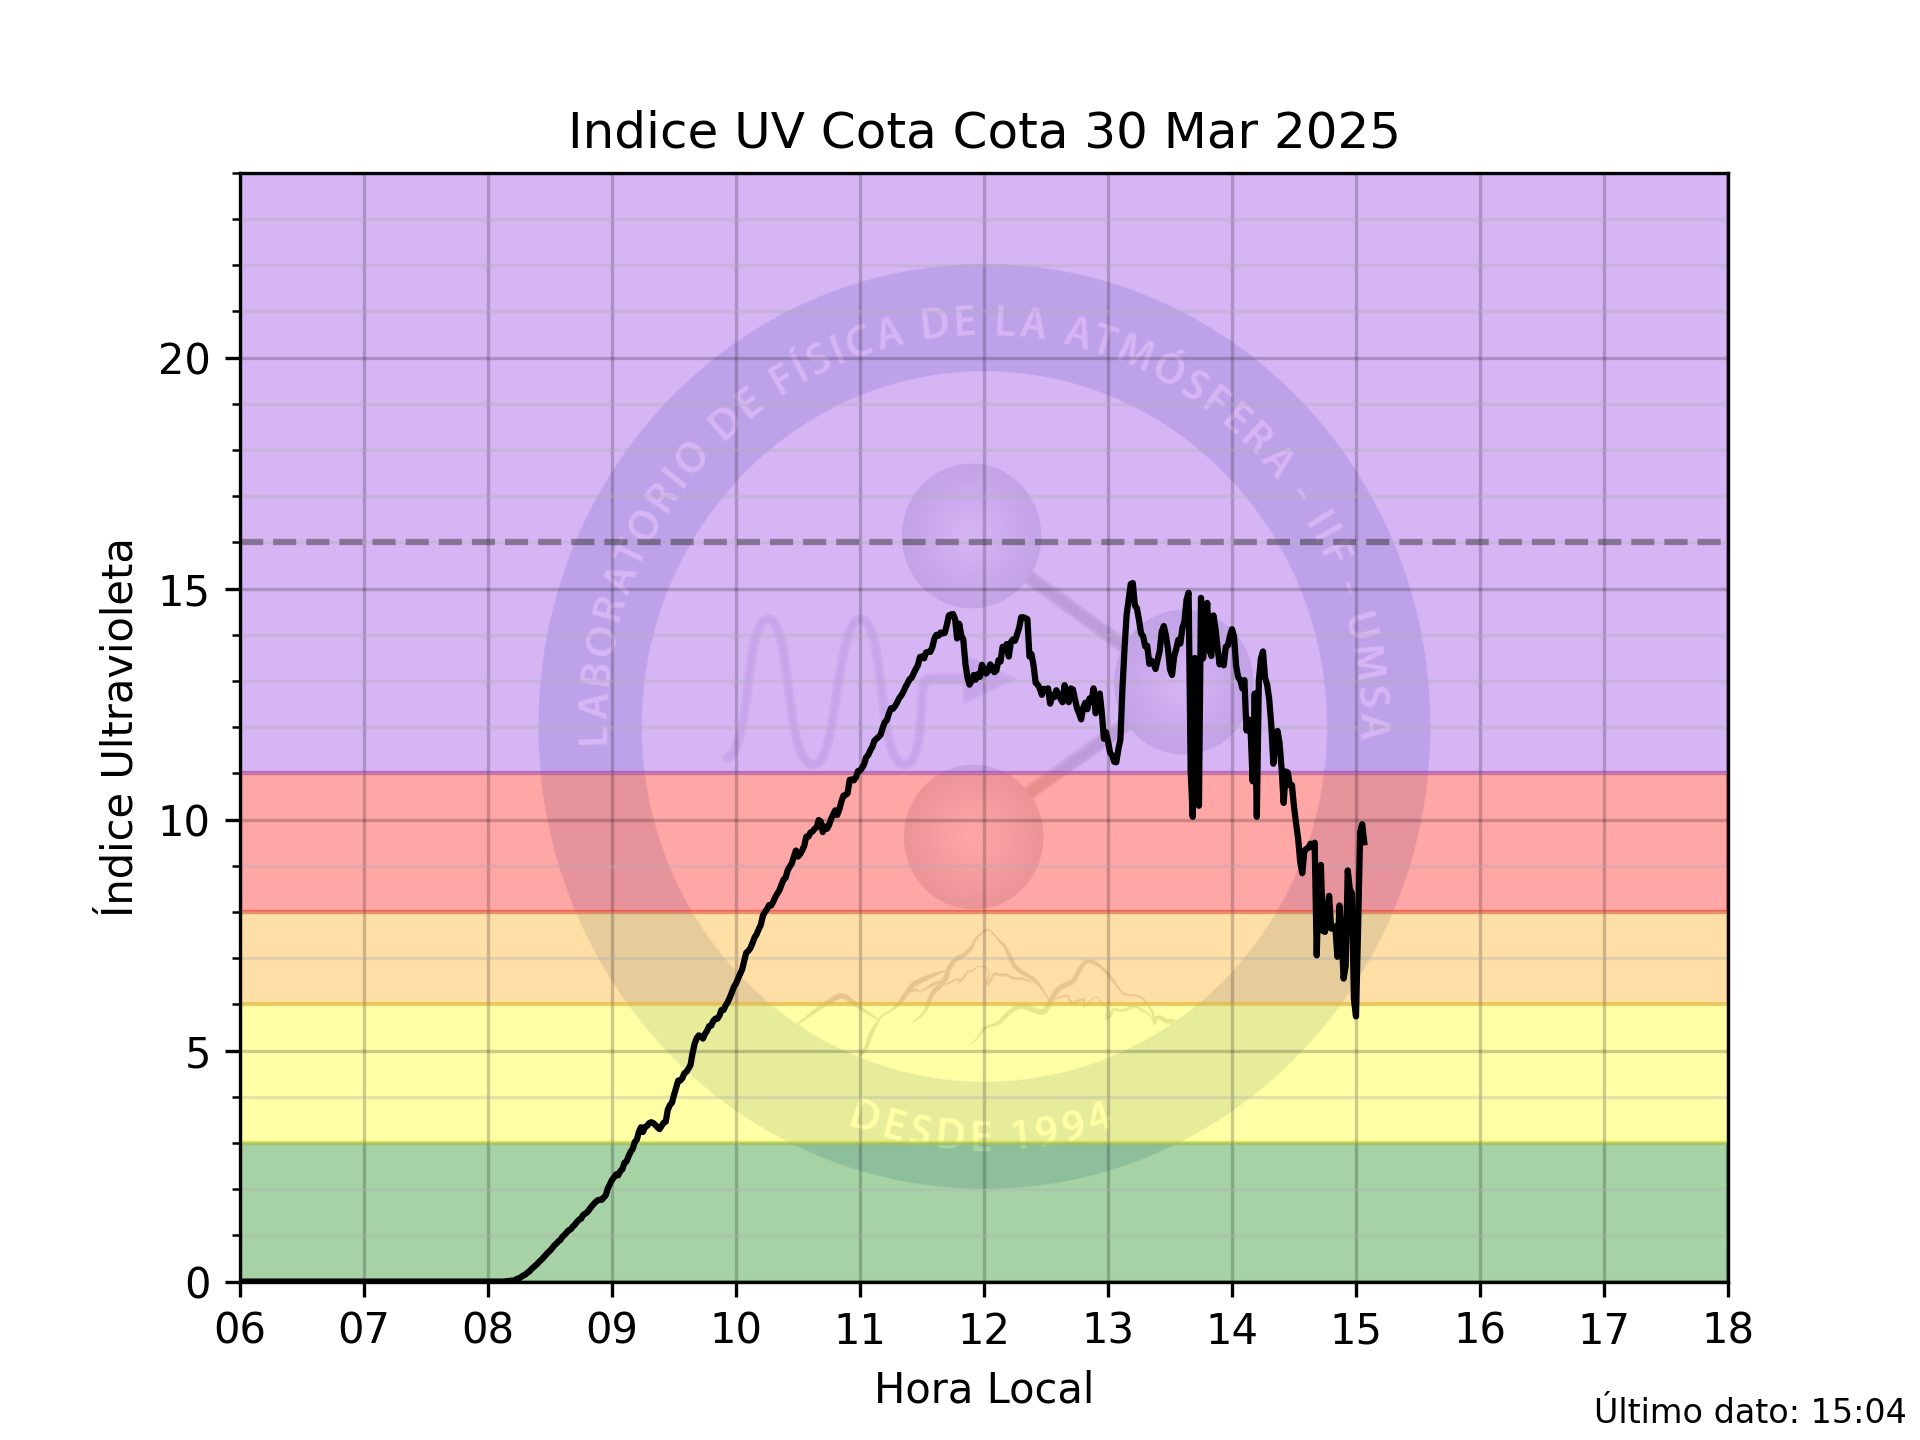 Indice UV Cota Cota 30 Mar 2025
Índice Ultravioleta
20
15
10
5
0
LABORATORIO DE FÍSICA DE LA ATMÓSFERA - IIF - UMSA
DESDE 1994
06 07 08 09 10 11 12 13 14 15 16 17 18
Hora Local
Último dato: 15:04